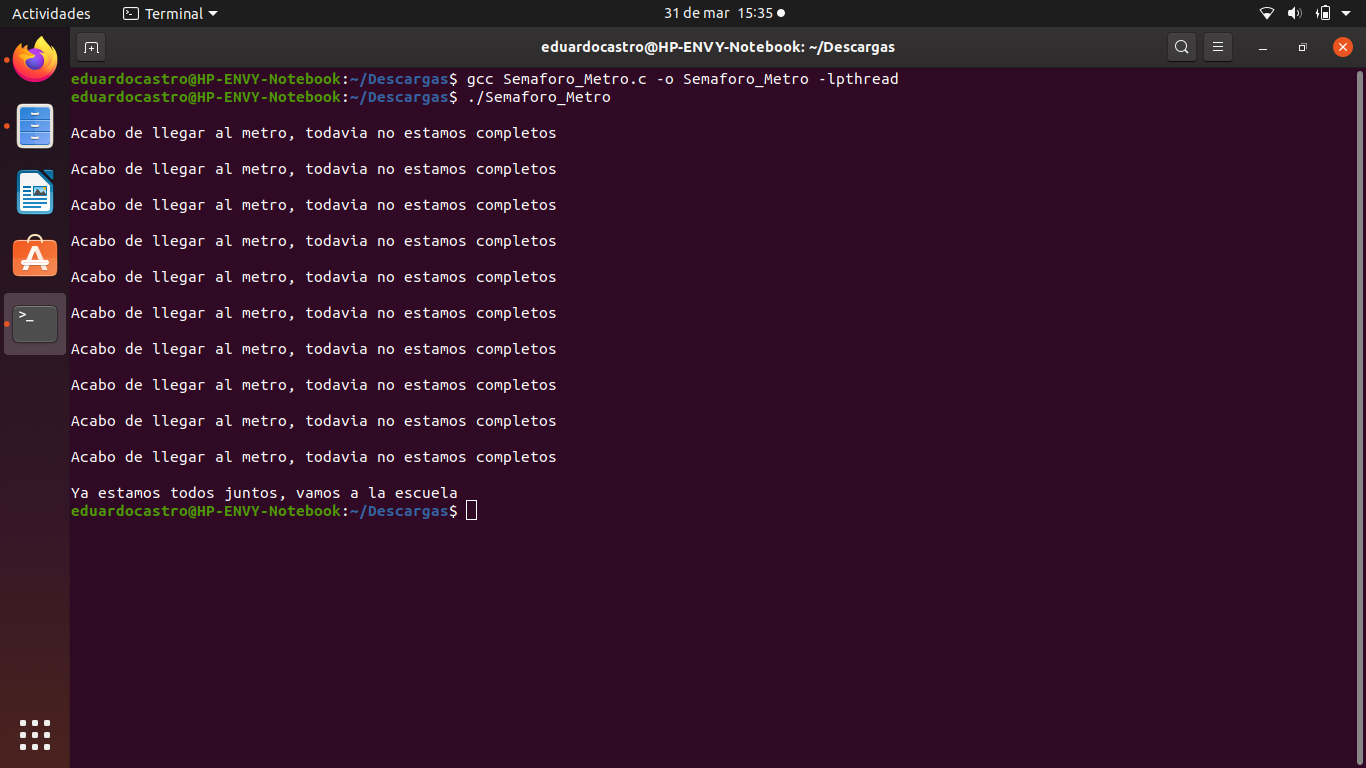 Actividades
Terminal
31 de mar 15:35
eduardocastro@HP-ENVY-Notebook: ~/Descargas
eduardocastro@HP-ENVY-Notebook:~/Descargas$ gcc Semaforo_Metro.c -o Semaforo_Metro -lpthread
eduardocastro@HP-ENVY-Notebook:~/Descargas$ ./Semaforo_Metro
Acabo de llegar al metro, todavia no estamos completos
Acabo de llegar al metro, todavia no estamos completos
Acabo de llegar al metro, todavia no estamos completos
Acabo de llegar al metro, todavia no estamos completos
Acabo de llegar al metro, todavia no estamos completos
Acabo de llegar al metro, todavia no estamos completos
Acabo de llegar al metro, todavia no estamos completos
Acabo de llegar al metro, todavia no estamos completos
Acabo de llegar al metro, todavia no estamos completos
Acabo de llegar al metro, todavia no estamos completos
Ya estamos todos juntos, vamos a la escuela
eduardocastro@HP-ENVY-Notebook:~/Descargas$